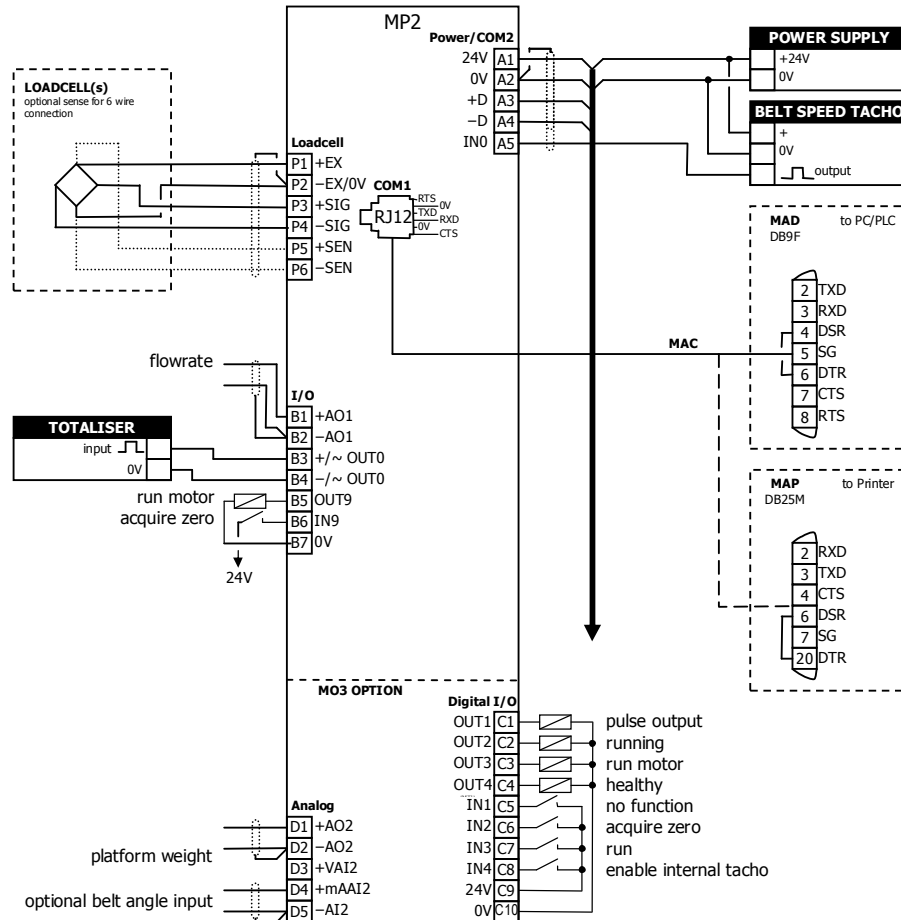 MP2
Power/COM2
24V A1
0V A2
+D A3
−D A4
IN0 A5
POWER SUPPLY
+24V
0V
BELT SPEED TACHO
+
0V
output
LOADCELL(s)
optional sense for 6 wire
connection
Loadcell
P1 +EX
P2 −EX/0V
P3 +SIG
P4 −SIG
P5 +SEN
P6 −SEN
COM1
RJ12
RTS
0V
TXD
RXD
0V
CTS
MAC
MAD to PC/PLC
DB9F
2 TXD
3 RXD
4 DSR
5 SG
6 DTR
7 CTS
8 RTS
flowrate
I/O
B1 +AO1
B2 −AO1
B3 +/~ OUT0
B4 −/~ OUT0
B5 OUT9
B6 IN9
B7 0V
TOTALISER
input
0V
run motor
acquire zero
24V
MAP to Printer
DB25M
2 RXD
3 TXD
4 CTS
6 DSR
7 SG
20 DTR
MO3 OPTION
Digital I/O
OUT1 C1 pulse output
OUT2 C2 running
OUT3 C3 run motor
OUT4 C4 healthy
IN1 C5 no function
IN2 C6 acquire zero
IN3 C7 run
IN4 C8 enable internal tacho
24V C9
0V C10
Analog
D1 +AO2
D2 −AO2
D3 +VAI2
D4 +mAAI2
D5 −AI2
platform weight
optional belt angle input